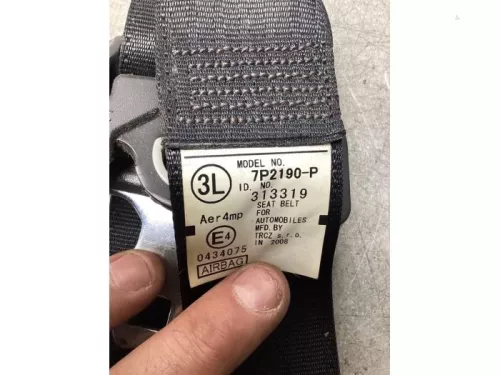 3L
MODEL NO.
7P2190-P
ID. NO.
313319
Aer4mp
SEAT BELT
FOR
AUTOMOBILES
MFD. BY
TRCZ s.r.o.
IN 2006
E4
0434075
AIRBAG